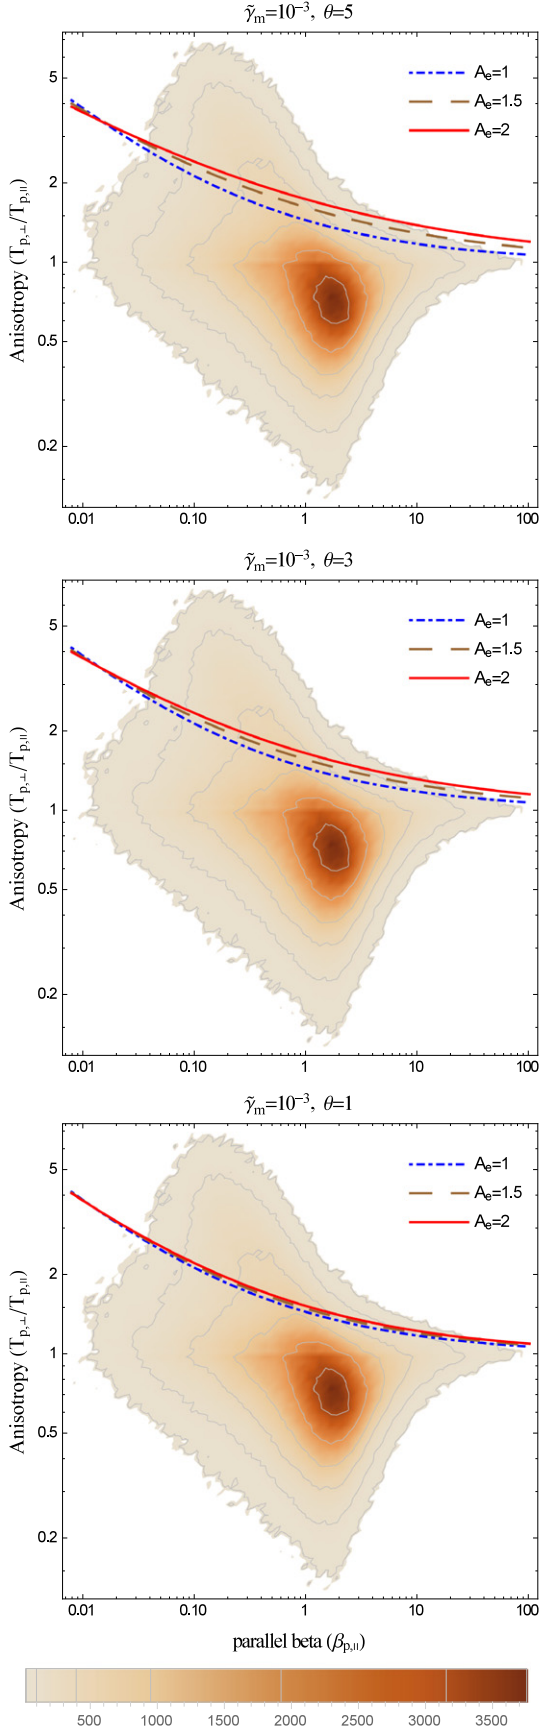 γ̃ₘ=10⁻³, θ=5
Anisotropy (Tₚ,⊥/Tₚ,∥)
5
2
1
0.5
0.2
Aₑ=1
Aₑ=1.5
Aₑ=2
0.01 0.10 1 10 100
γ̃ₘ=10⁻³, θ=3
Anisotropy (Tₚ,⊥/Tₚ,∥)
5
2
1
0.5
0.2
Aₑ=1
Aₑ=1.5
Aₑ=2
0.01 0.10 1 10 100
γ̃ₘ=10⁻³, θ=1
Anisotropy (Tₚ,⊥/Tₚ,∥)
5
2
1
0.5
0.2
Aₑ=1
Aₑ=1.5
Aₑ=2
0.01 0.10 1 10 100
parallel beta (βₚ,∥)
500 1000 1500 2000 2500 3000 3500